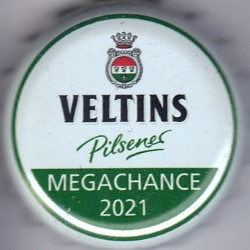 VELTINS
Pilsener
MEGACHANCE
2021